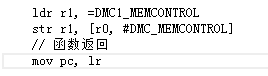 ldr r1, =DMC1_MEMCONTROL
str r1, [r0, #DMC_MEMCONTROL]
// 函数返回
mov pc, lr